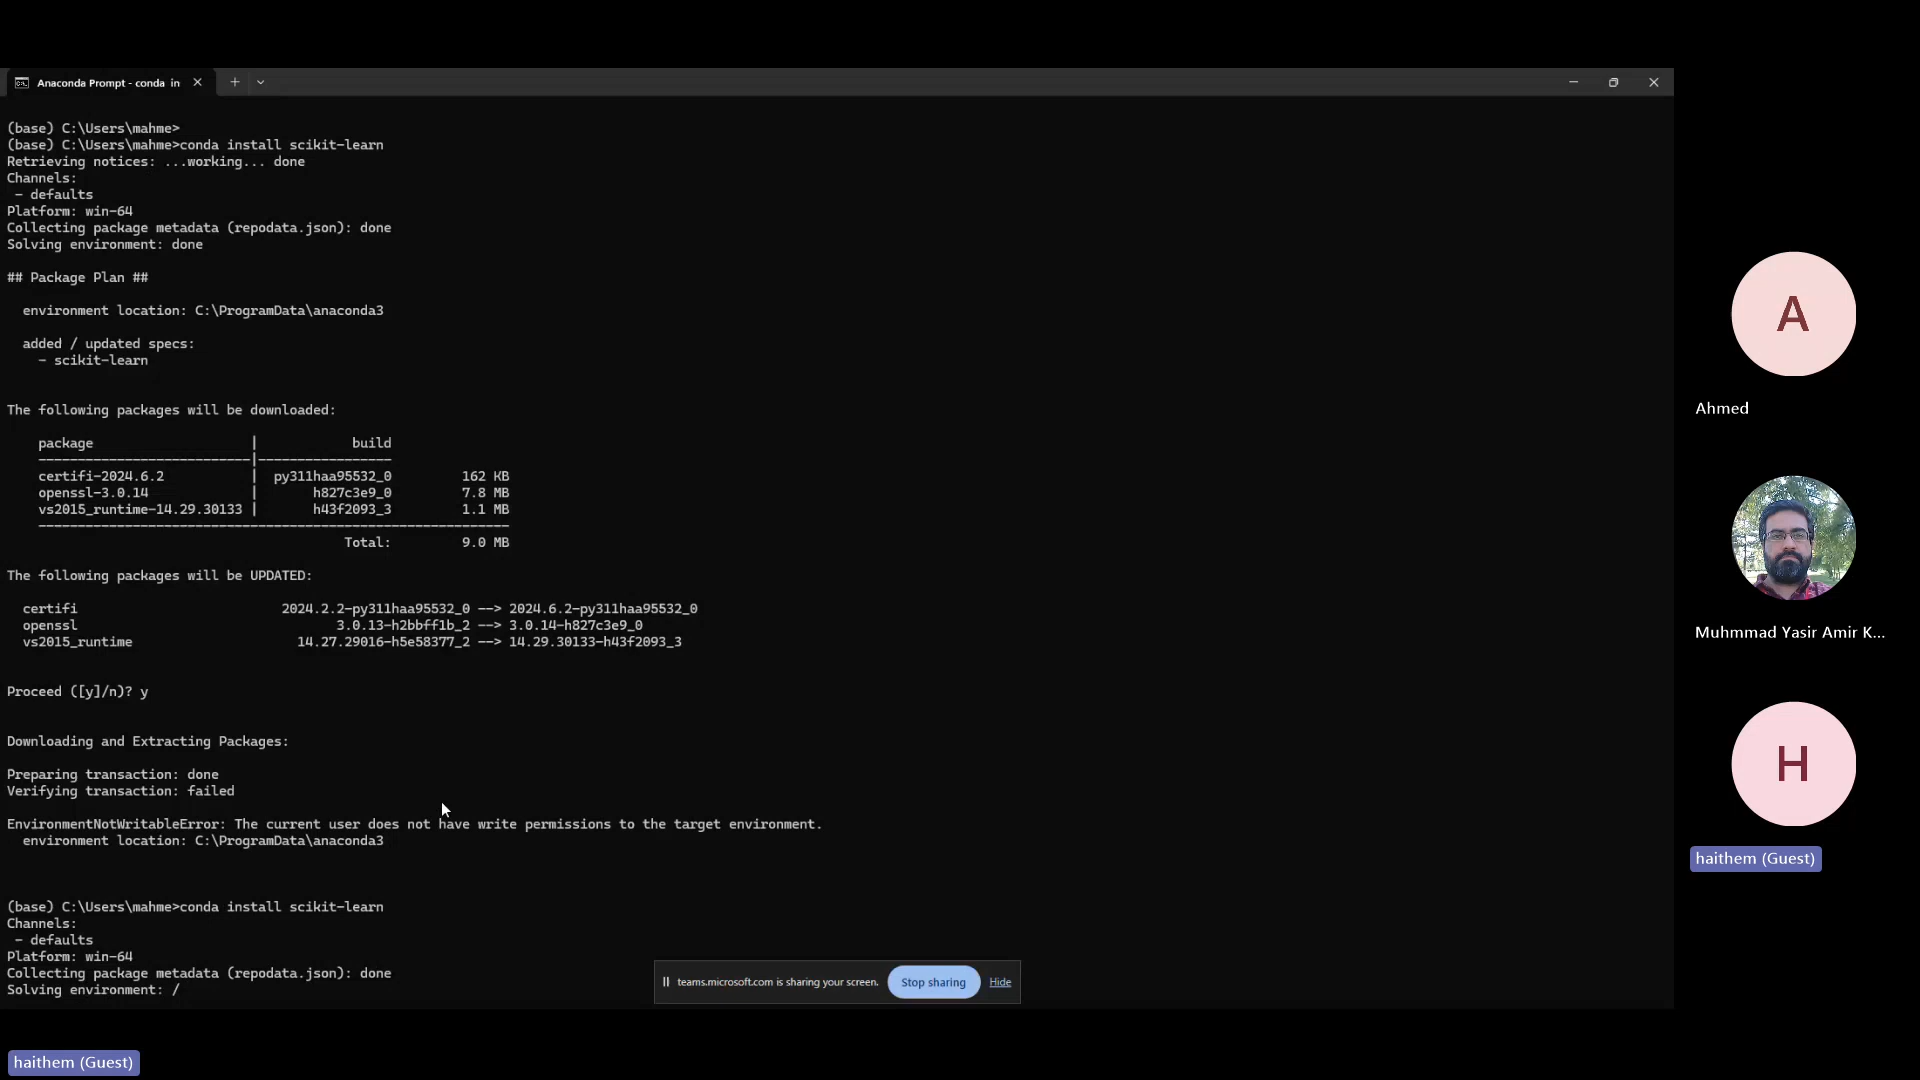 Anaconda Prompt - conda in
(base) C:\Users\mahme>
(base) C:\Users\mahme>conda install scikit-learn
Retrieving notices: ...working... done
Channels:
 - defaults
Platform: win-64
Collecting package metadata (repodata.json): done
Solving environment: done
## Package Plan ##
  environment location: C:\ProgramData\anaconda3
  added / updated specs:
    - scikit-learn
The following packages will be downloaded:
    package                    |            build
    ---------------------------|-----------------
    certifi-2024.6.2           |  py311haa95532_0         162 KB
    openssl-3.0.14             |       h827c3e9_0         7.8 MB
    vs2015_runtime-14.29.30133 |       h43f2093_3         1.1 MB
    ------------------------------------------------------------
                                           Total:         9.0 MB
The following packages will be UPDATED:
  certifi                          2024.2.2-py311haa95532_0 --> 2024.6.2-py311haa95532_0
  openssl                                 3.0.13-h2bbff1b_2 --> 3.0.14-h827c3e9_0
  vs2015_runtime                     14.27.29016-h5e58377_2 --> 14.29.30133-h43f2093_3
Proceed ([y]/n)? y
Downloading and Extracting Packages:
Preparing transaction: done
Verifying transaction: failed
EnvironmentNotWritableError: The current user does not have write permissions to the target environment.
  environment location: C:\ProgramData\anaconda3
(base) C:\Users\mahme>conda install scikit-learn
Channels:
 - defaults
Platform: win-64
Collecting package metadata (repodata.json): done
Solving environment: /
teams.microsoft.com is sharing your screen. Stop sharing Hide
A
Ahmed
Muhmmad Yasir Amir K...
H
haithem (Guest)
haithem (Guest)